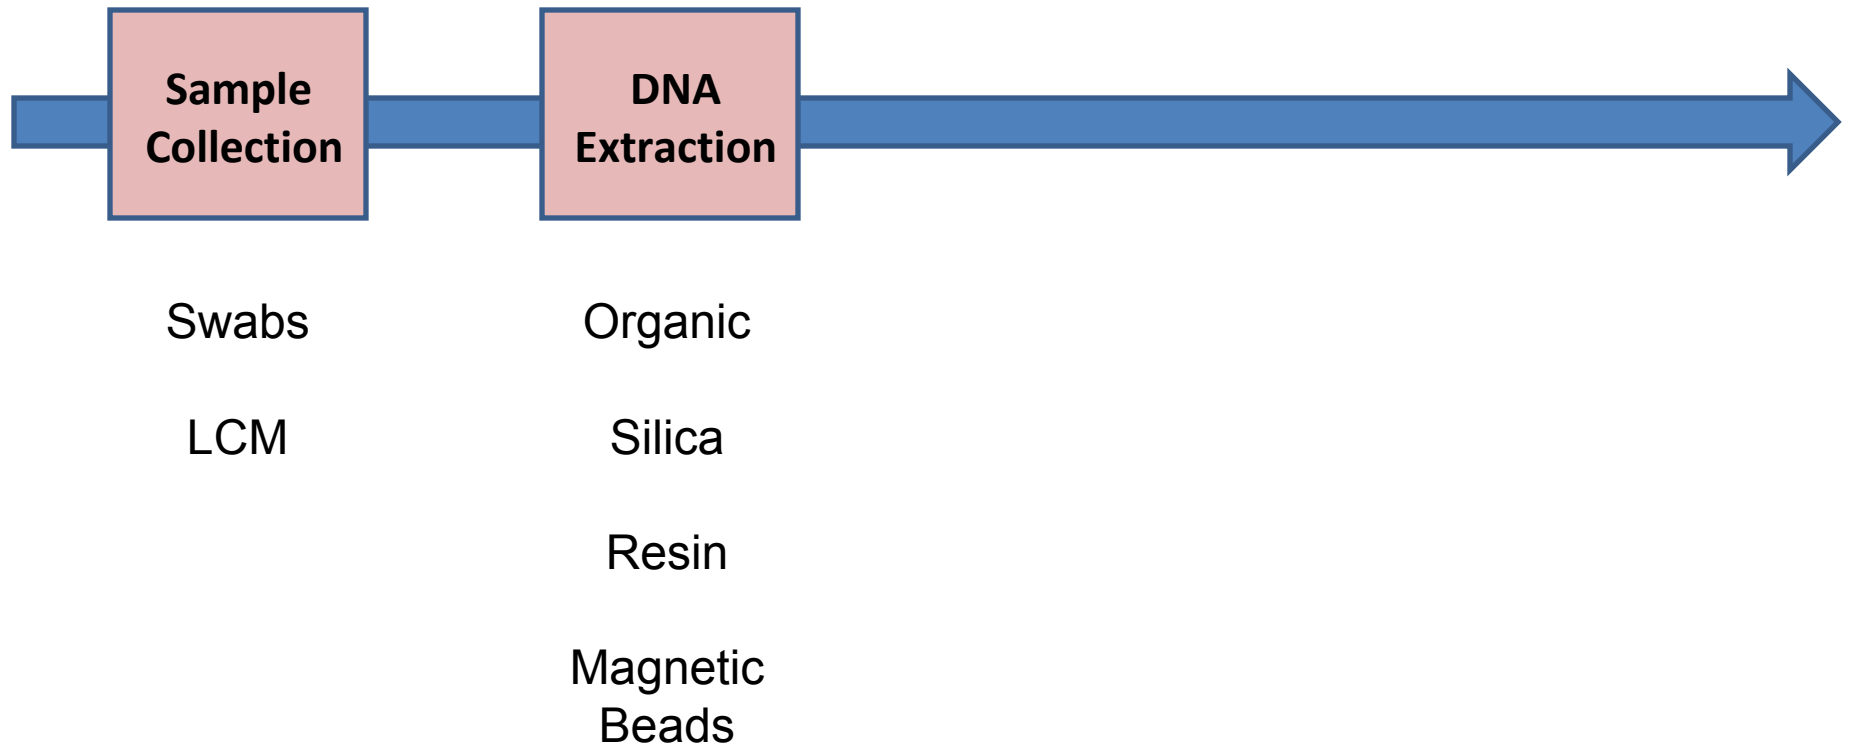 Sample
Collection
DNA
Extraction
Swabs
LCM
Organic
Silica
Resin
Magnetic
Beads